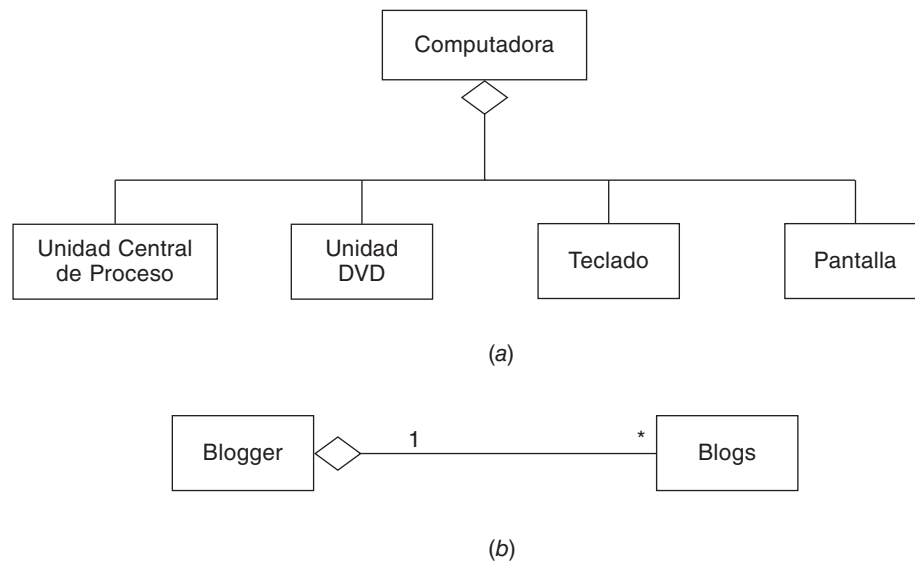 Computadora
Unidad Central
de Proceso
Unidad
DVD
Teclado
Pantalla
(a)
Blogger
1
*
Blogs
(b)